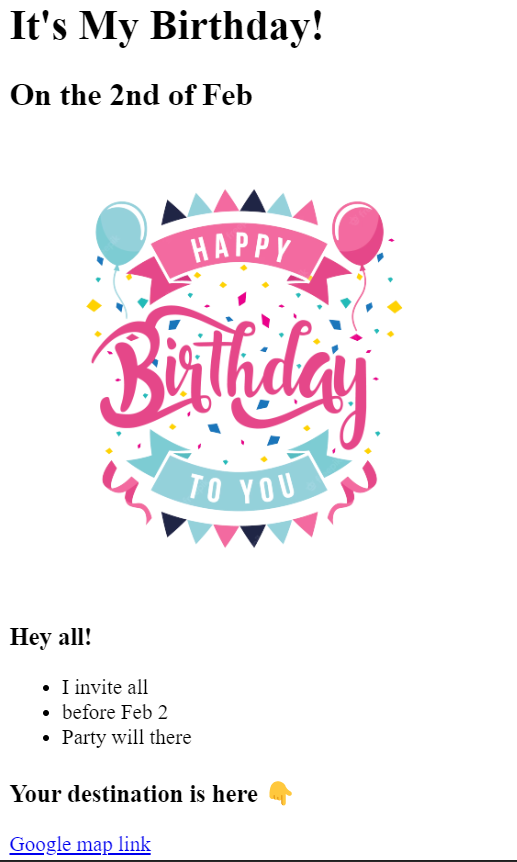 It's My Birthday!
On the 2nd of Feb
HAPPY
Birthday
TO YOU
Hey all!
I invite all
before Feb 2
Party will there
Your destination is here 👇
Google map link